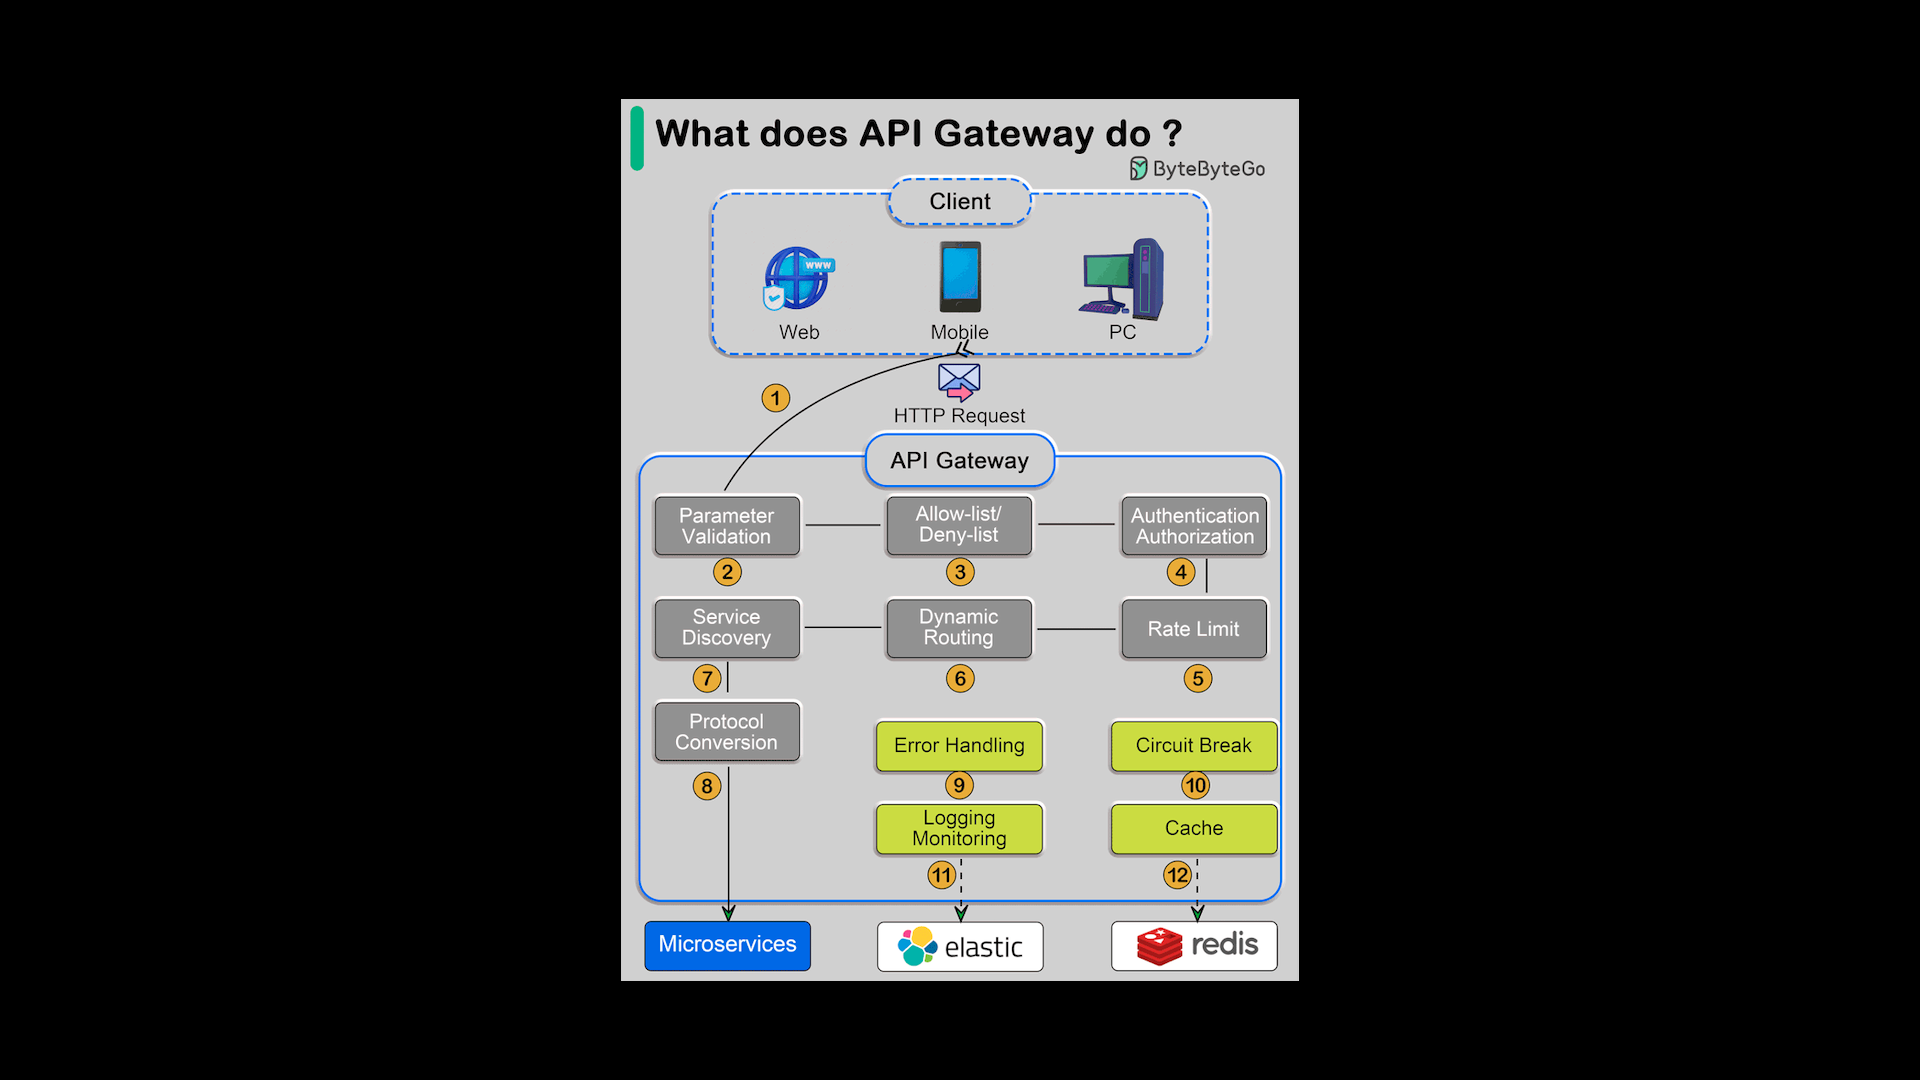 What does API Gateway do ?
ByteByteGo
Client
www
Web
Mobile
PC
1
HTTP Request
API Gateway
Parameter
Validation
Allow-list/
Deny-list
Authentication
Authorization
2
3
4
Service
Discovery
Dynamic
Routing
Rate Limit
7
6
5
Protocol
Conversion
Error Handling
Circuit Break
8
9
10
Logging
Monitoring
Cache
11
12
Microservices
elastic
redis